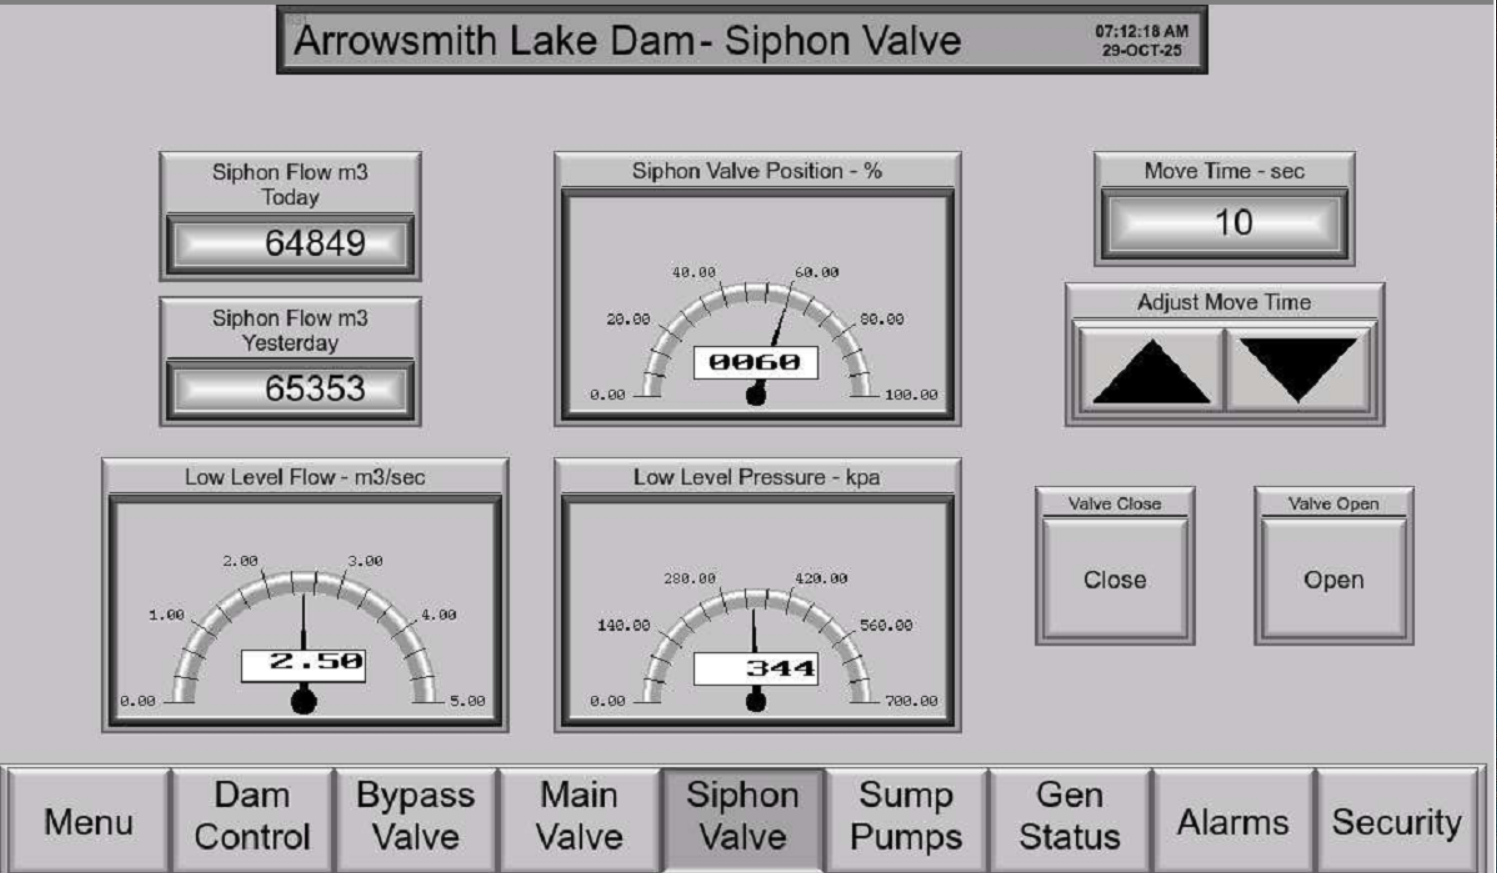 Arrowsmith Lake Dam- Siphon Valve
07:12:18 AM
29-OCT-25
Siphon Flow m3
Today
64849
Siphon Flow m3
Yesterday
65353
Siphon Valve Position - %
0.00
20.00
40.00
60.00
80.00
100.00
0060
Move Time - sec
10
Adjust Move Time
Low Level Flow - m3/sec
0.00
1.00
2.00
3.00
4.00
5.00
2.50
Low Level Pressure - kpa
0.00
140.00
280.00
420.00
560.00
700.00
344
Valve Close
Close
Valve Open
Open
Menu
Dam
Control
Bypass
Valve
Main
Valve
Siphon
Valve
Sump
Pumps
Gen
Status
Alarms
Security